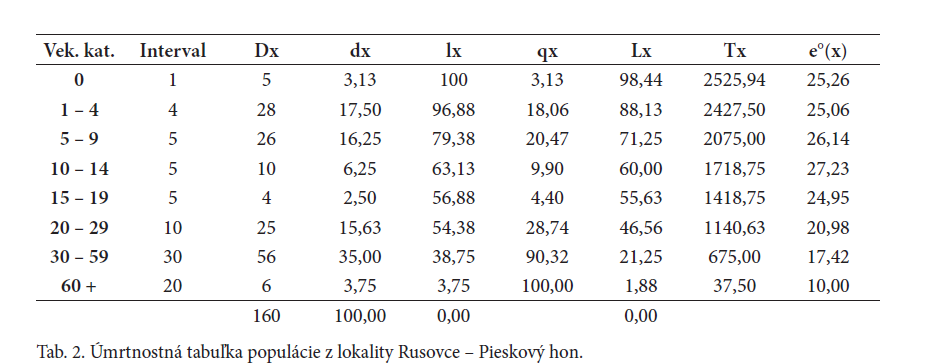 Vek. kat. Interval Dx dx lx qx Lx Tx e°(x)
0 1 5 3,13 100 3,13 98,44 2525,94 25,26
1 – 4 4 28 17,50 96,88 18,06 88,13 2427,50 25,06
5 – 9 5 26 16,25 79,38 20,47 71,25 2075,00 26,14
10 – 14 5 10 6,25 63,13 9,90 60,00 1718,75 27,23
15 – 19 5 4 2,50 56,88 4,40 55,63 1418,75 24,95
20 – 29 10 25 15,63 54,38 28,74 46,56 1140,63 20,98
30 – 59 30 56 35,00 38,75 90,32 21,25 675,00 17,42
60 + 20 6 3,75 3,75 100,00 1,88 37,50 10,00
160 100,00 0,00 0,00
Tab. 2. Úmrtnostná tabuľka populácie z lokality Rusovce – Pieskový hon.